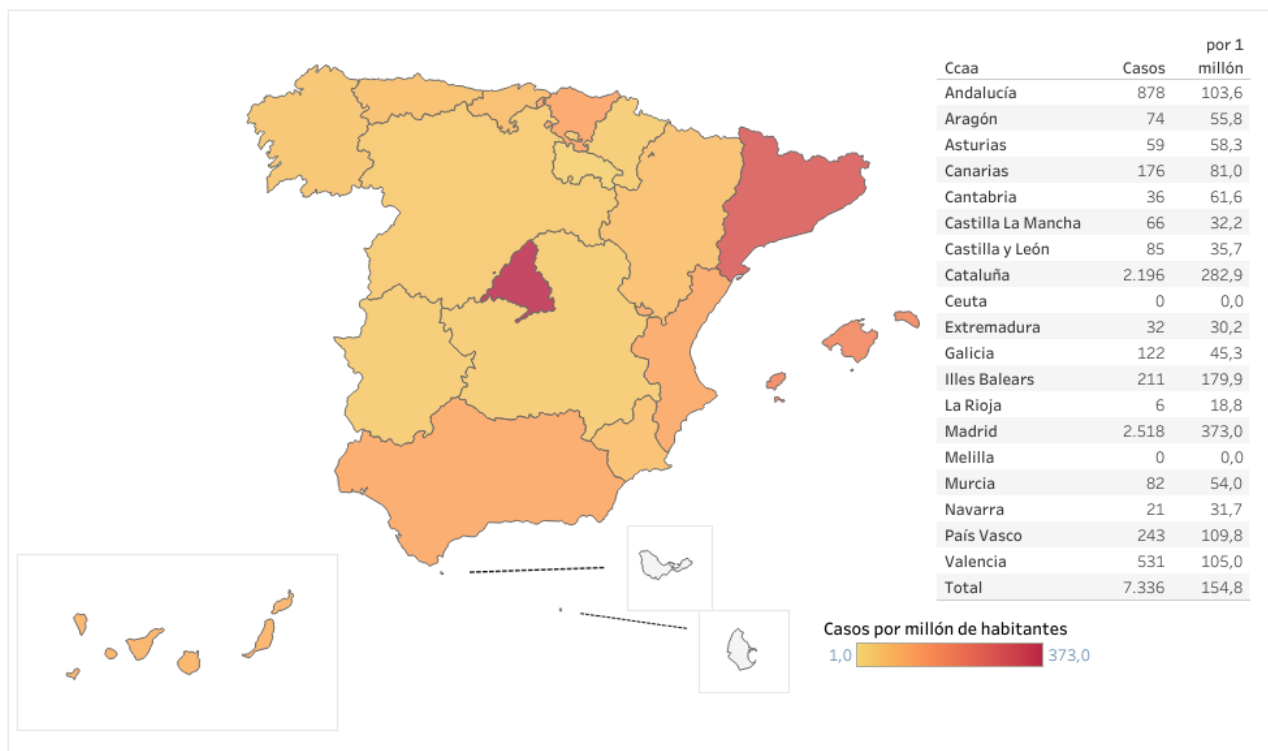 por 1
Ccaa Casos millón
Andalucía 878 103,6
Aragón 74 55,8
Asturias 59 58,3
Canarias 176 81,0
Cantabria 36 61,6
Castilla La Mancha 66 32,2
Castilla y León 85 35,7
Cataluña 2.196 282,9
Ceuta 0 0,0
Extremadura 32 30,2
Galicia 122 45,3
Illes Balears 211 179,9
La Rioja 6 18,8
Madrid 2.518 373,0
Melilla 0 0,0
Murcia 82 54,0
Navarra 21 31,7
País Vasco 243 109,8
Valencia 531 105,0
Total 7.336 154,8
Casos por millón de habitantes
1,0 373,0